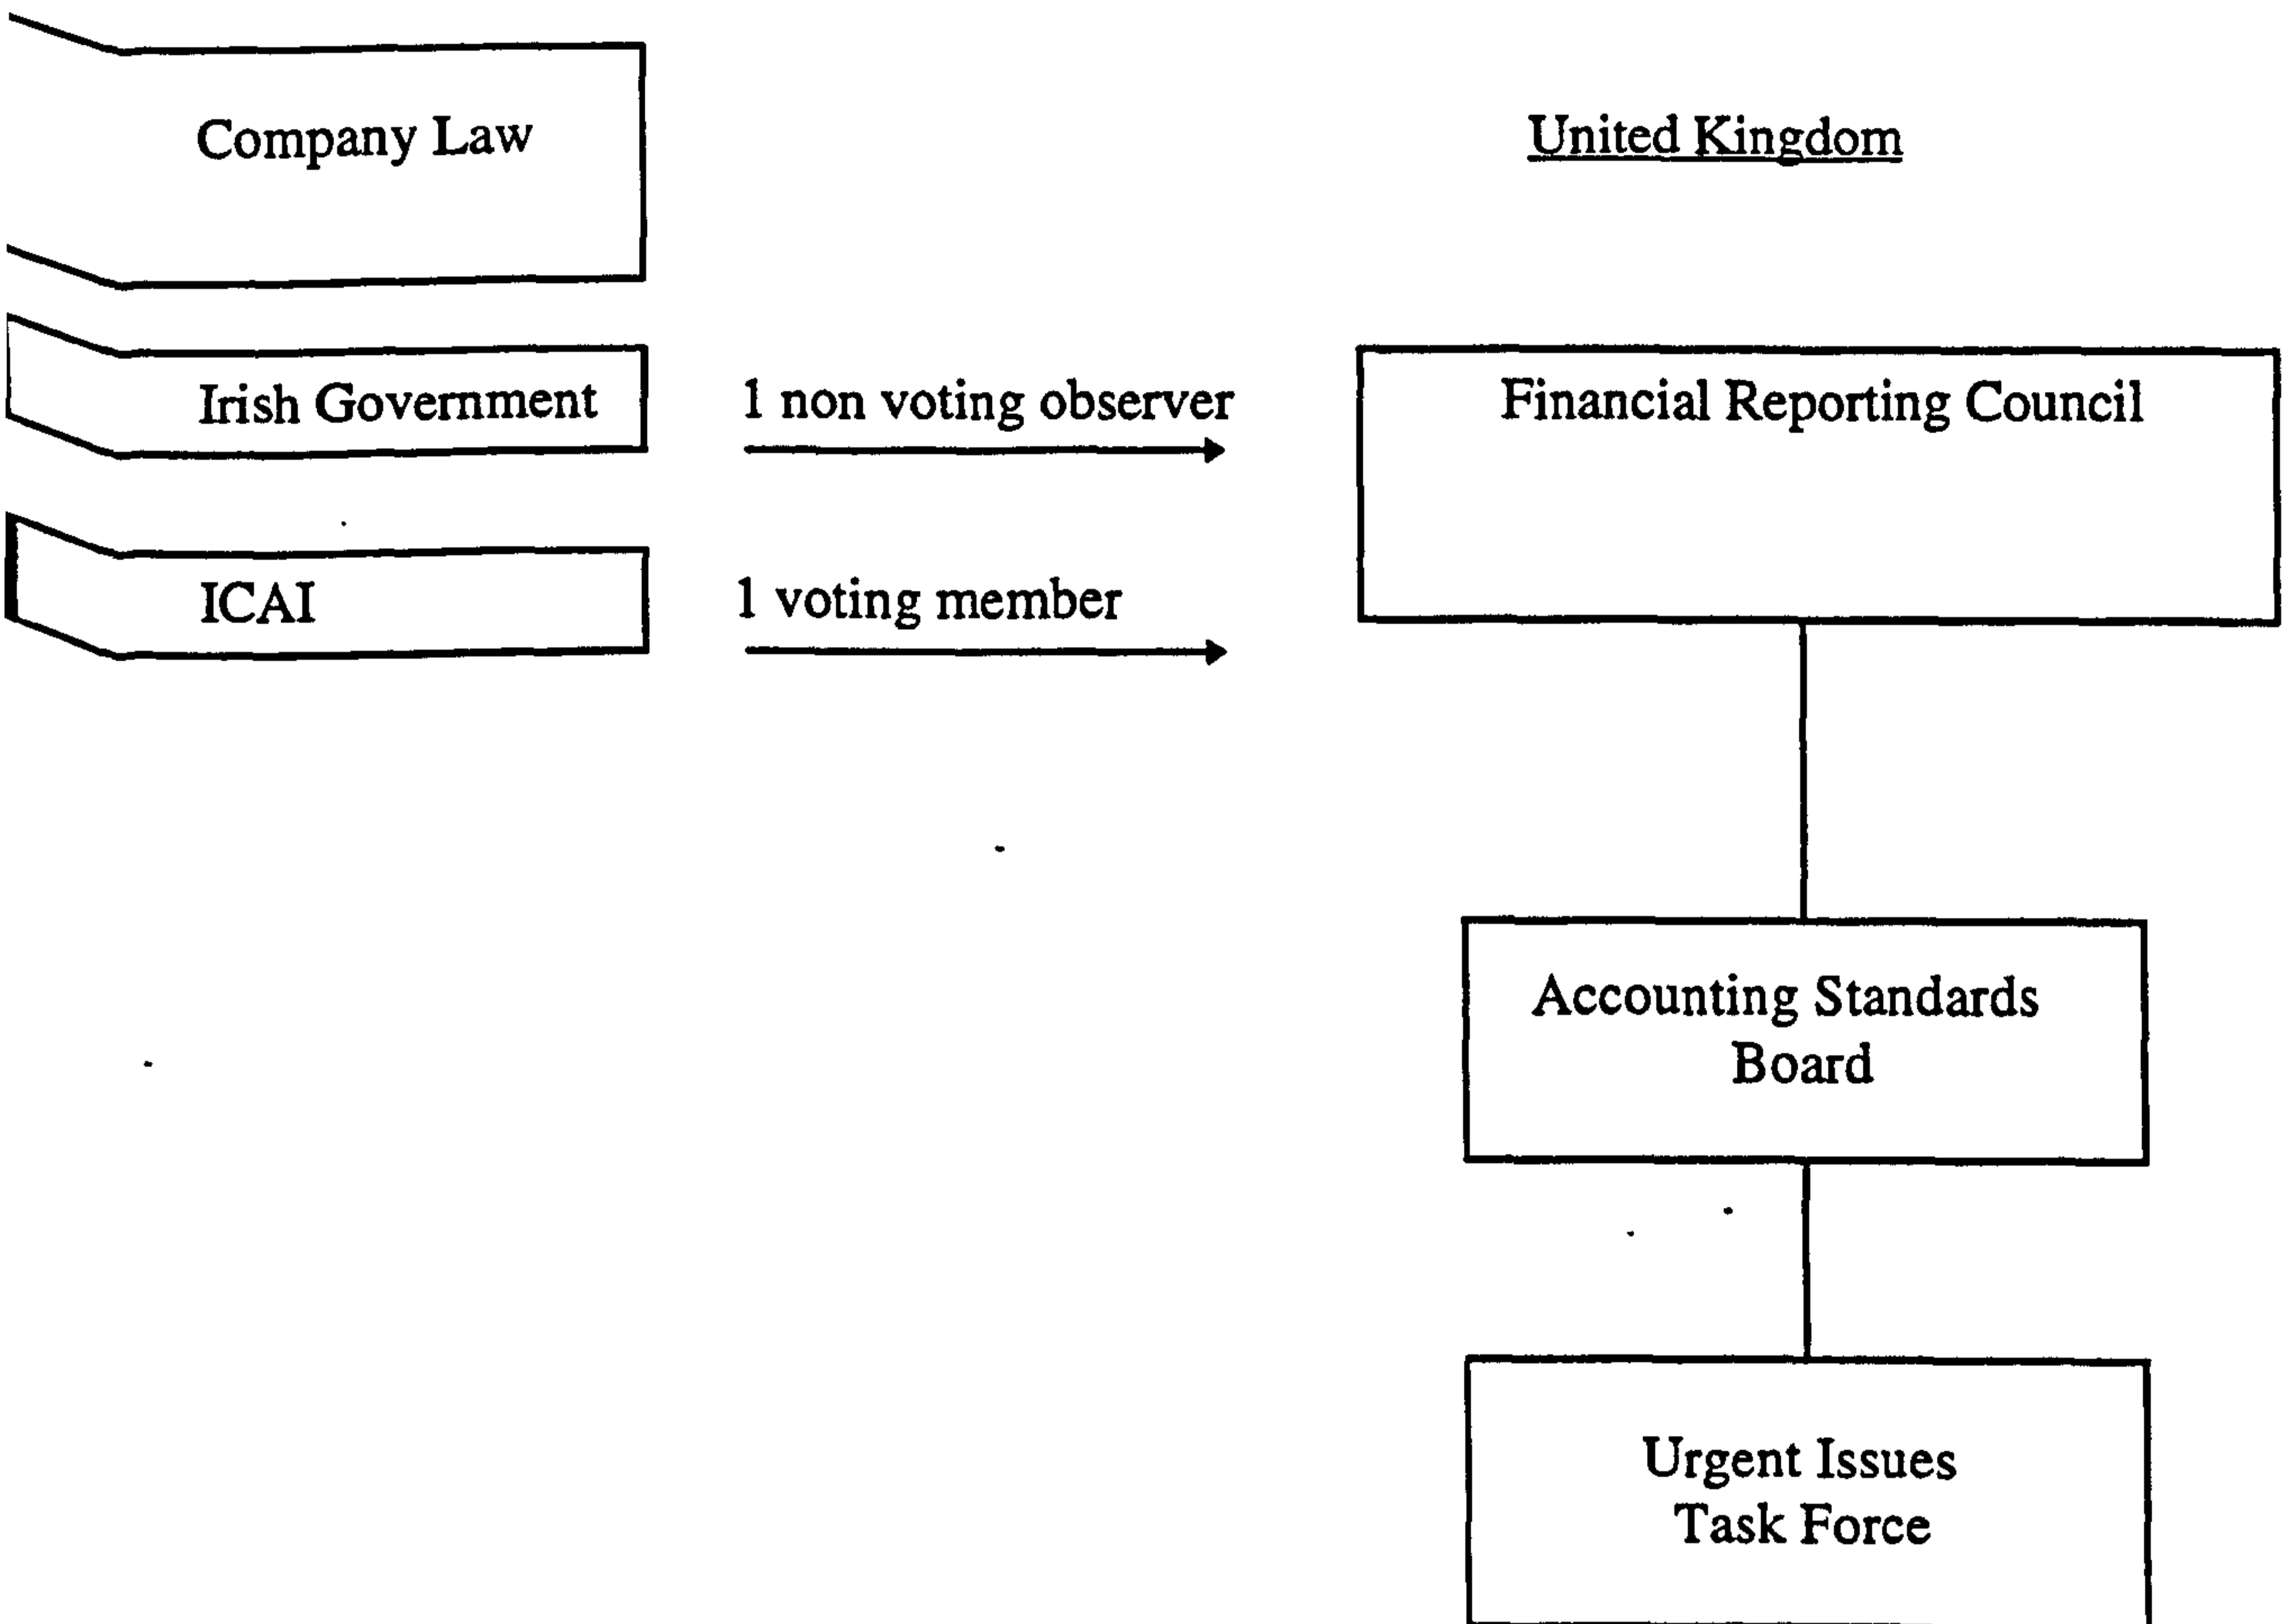 Company Law
United Kingdom
Irish Government
1 non voting observer
Financial Reporting Council
ICAI
1 voting member
Accounting Standards
Board
Urgent Issues
Task Force